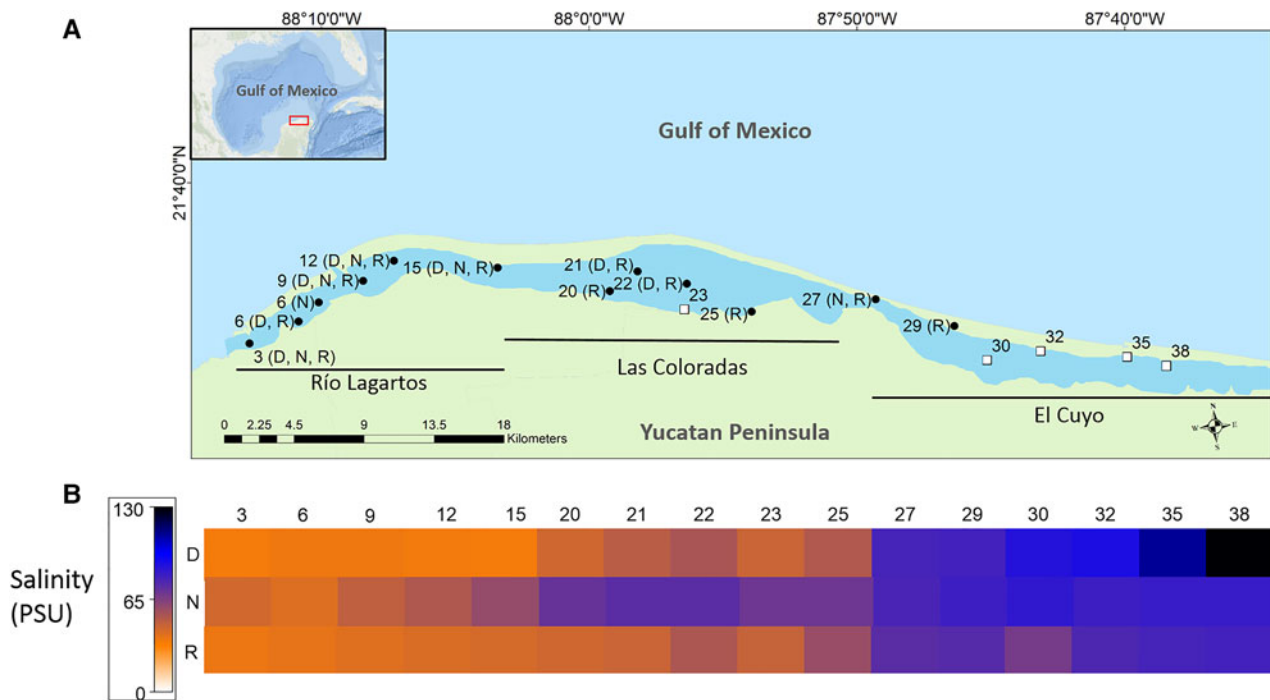 A
88°10'0"W 88°0'0"W 87°50'0"W 87°40'0"W
Gulf of Mexico
Gulf of Mexico
21°40'0"N
12 (D, N, R)
15 (D, N, R)
21 (D, R)
9 (D, N, R)
22 (D, R)
20 (R)
23
6 (N)
27 (N, R)
25 (R)
6 (D, R)
29 (R)
30
32
35
38
3 (D, N, R)
Río Lagartos
Las Coloradas
El Cuyo
0 2.25 4.5 9 13.5 18
Kilometers
Yucatan Peninsula
N
W E
S
B
3 6 9 12 15 20 21 22 23 25 27 29 30 32 35 38
Salinity
(PSU)
130
65
0
D
N
R